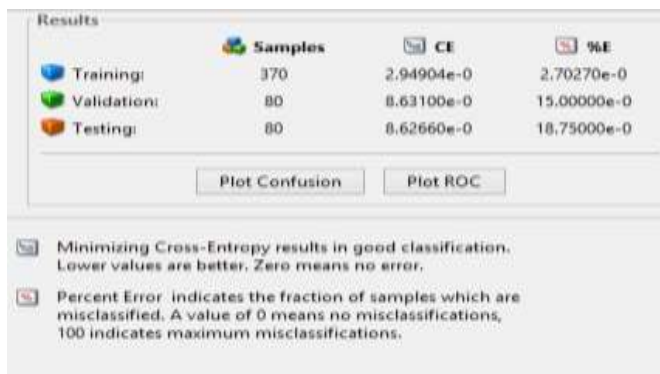 Results
Samples CE %E
Training: 370 2.94904e-0 2.70270e-0
Validation: 80 8.63100e-0 15.00000e-0
Testing: 80 8.62660e-0 18.75000e-0
Plot Confusion Plot ROC
Minimizing Cross-Entropy results in good classification.
Lower values are better. Zero means no error.
Percent Error indicates the fraction of samples which are
misclassified. A value of 0 means no misclassifications,
100 indicates maximum misclassifications.